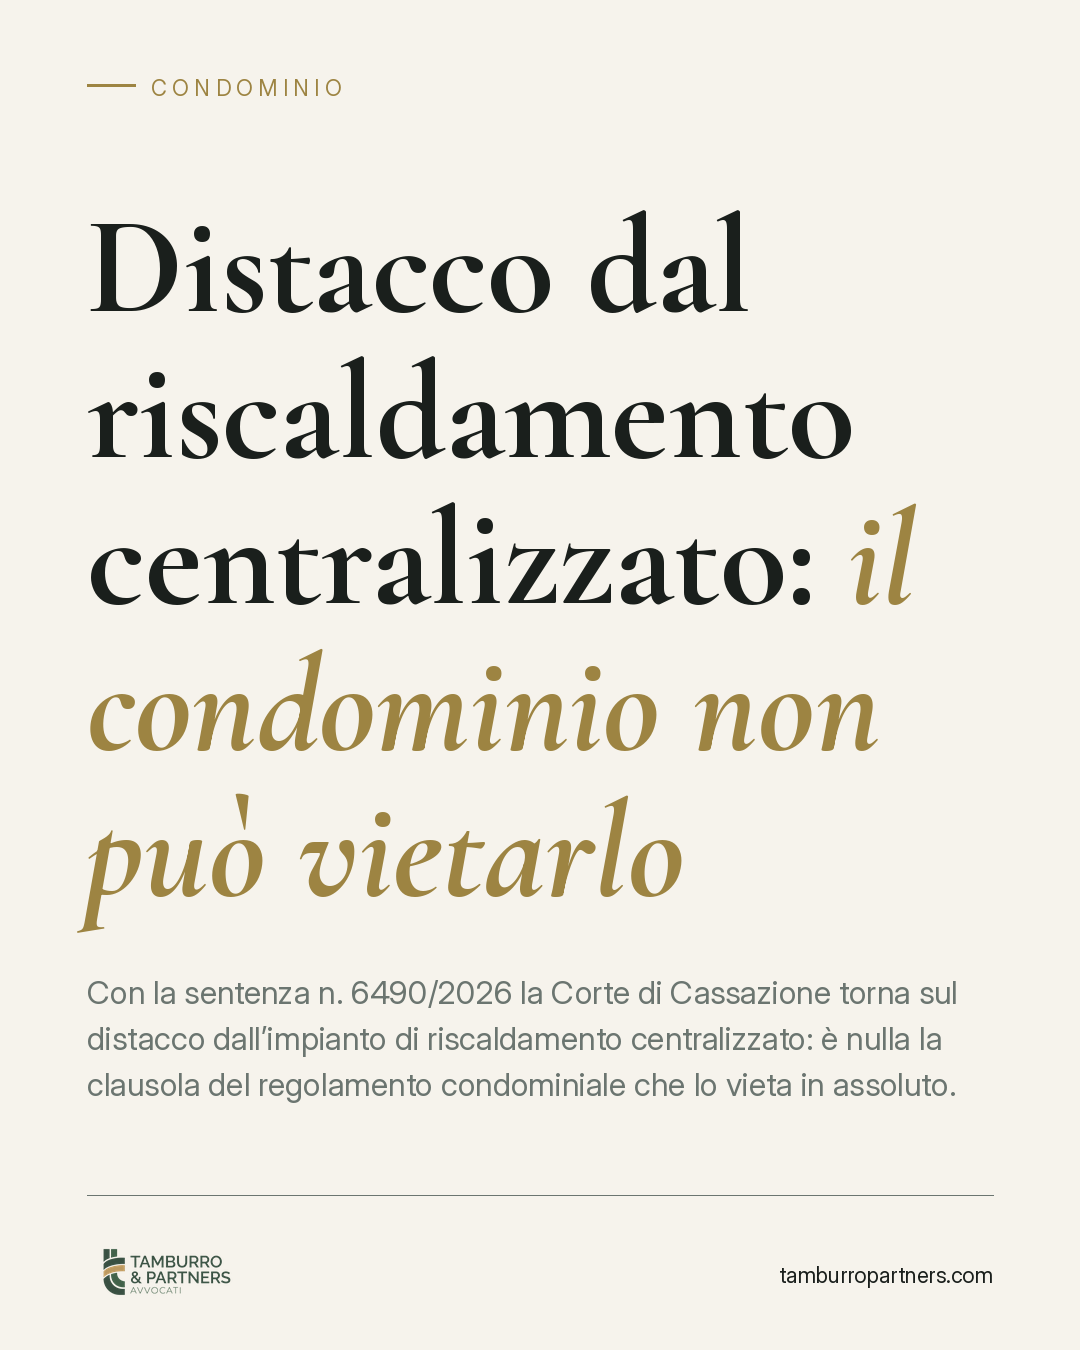 CONDOMINIO
Distacco dal
riscaldamento
centralizzato: il
condominio non
può vietarlo
Con la sentenza n. 6490/2026 la Corte di Cassazione torna sul
distacco dall’impianto di riscaldamento centralizzato: è nulla la
clausola del regolamento condominiale che lo vieta in assoluto.
TAMBURRO
& PARTNERS
AVVOCATI
tamburropartners.com